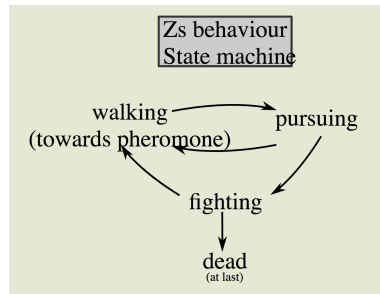 Zs behaviour
State machine
walking
(towards pheromone)
pursuing
fighting
dead
(at last)